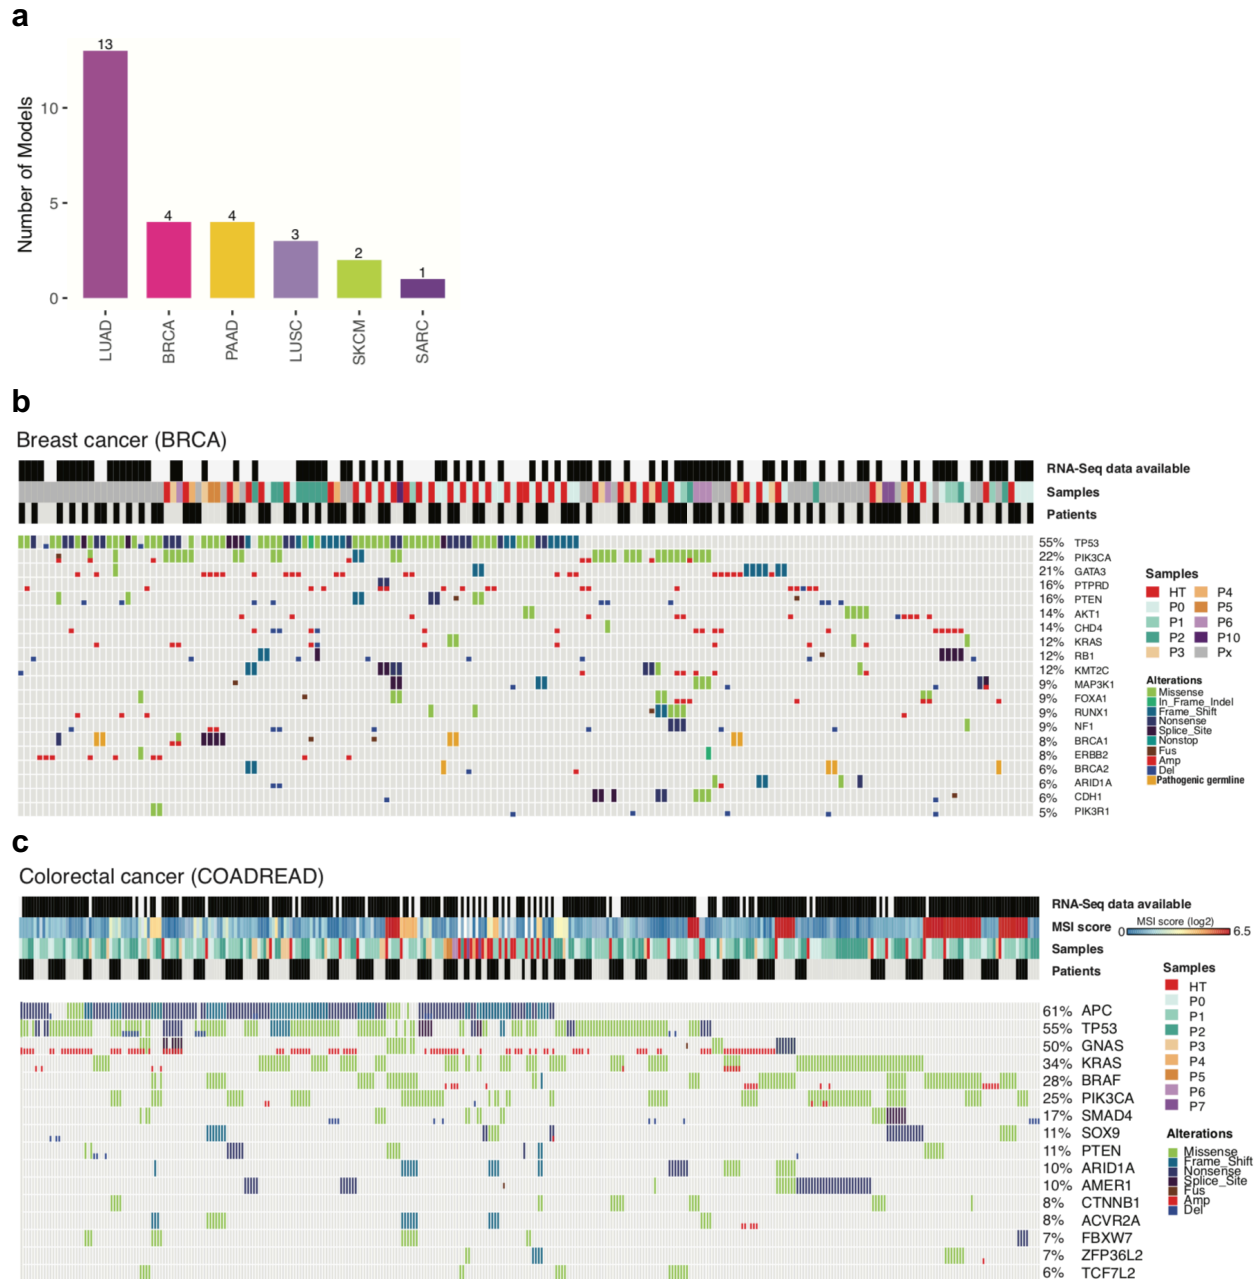 a
Number of Models
10
5
0
13
4
4
3
2
1
LUAD
BRCA
PAAD
LUSC
SKCM
SARC
b
Breast cancer (BRCA)
RNA-Seq data available
Samples
Patients
55% TP53
22% PIK3CA
21% GATA3
16% PTPRD
16% PTEN
14% AKT1
14% CHD4
12% KRAS
12% RB1
12% KMT2C
9% MAP3K1
9% FOXA1
9% RUNX1
9% NF1
8% BRCA1
8% ERBB2
6% BRCA2
6% ARID1A
6% CDH1
5% PIK3R1
Samples
HT P4
P0 P5
P1 P6
P2 P10
P3 Px
Alterations
Missense
In_Frame_Indel
Frame_Shift
Nonsense
Splice_Site
Nonstop
Fus
Amp
Del
Pathogenic germline
c
Colorectal cancer (COADREAD)
RNA-Seq data available
MSI score
MSI score (log2)
0 6.5
Samples
Patients
61% APC
55% TP53
50% GNAS
34% KRAS
28% BRAF
25% PIK3CA
17% SMAD4
11% SOX9
11% PTEN
10% ARID1A
10% AMER1
8% CTNNB1
8% ACVR2A
7% FBXW7
7% ZFP36L2
6% TCF7L2
Samples
HT
P0
P1
P2
P3
P4
P5
P6
P7
Alterations
Missense
Frame_Shift
Nonsense
Splice_Site
Fus
Amp
Del